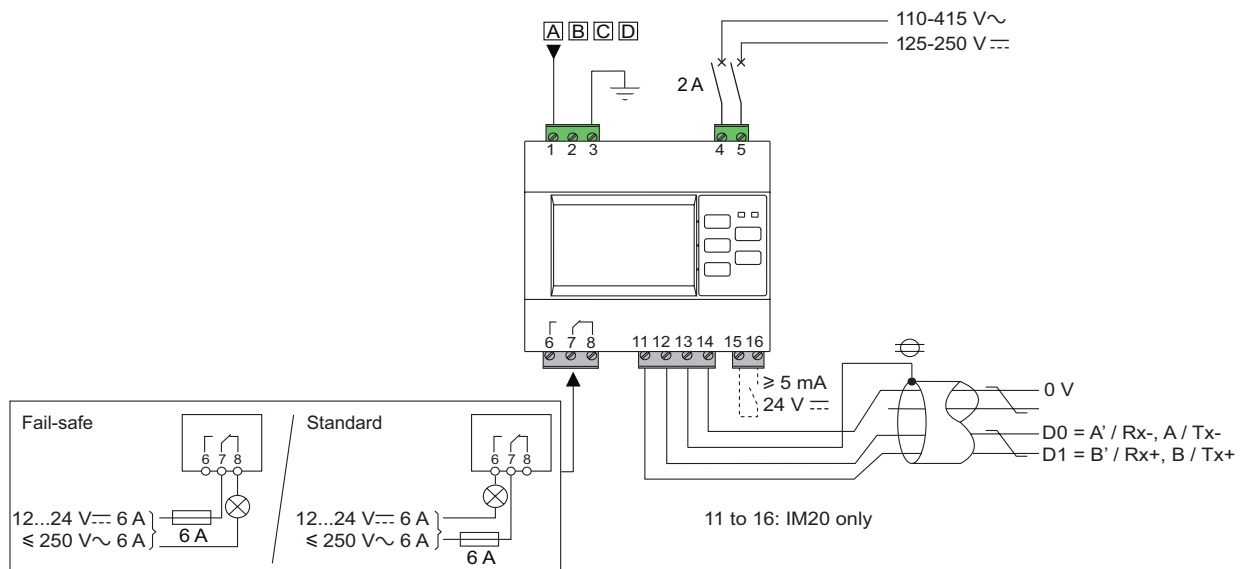 110-415 V~
125-250 V⎓
A B C D
2 A
1 2 3
4 5
6 7 8
11 12 13 14
15 16
≥ 5 mA
24 V ⎓
0 V
D0 = A' / Rx-, A / Tx-
D1 = B' / Rx+, B / Tx+
11 to 16: IM20 only
Fail-safe
6 7 8
12...24 V⎓ 6 A
≤ 250 V~ 6 A
6 A
Standard
6 7 8
12...24 V⎓ 6 A
≤ 250 V~ 6 A
6 A